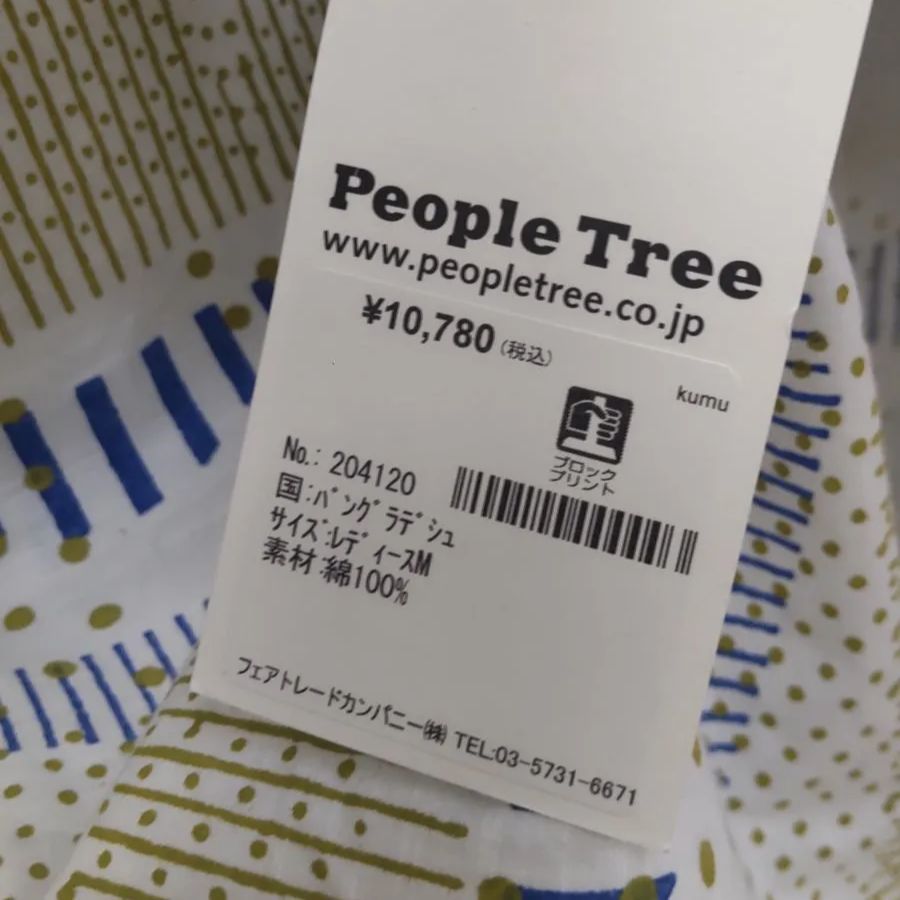 People Tree
www.peopletree.co.jp
¥10,780(税込)
kumu
ブロック
プリント
No.: 204120
国:バングラデシュ
サイズ:レディースM
素材:綿100%
フェアトレードカンパニー㈱ TEL:03-5731-6671